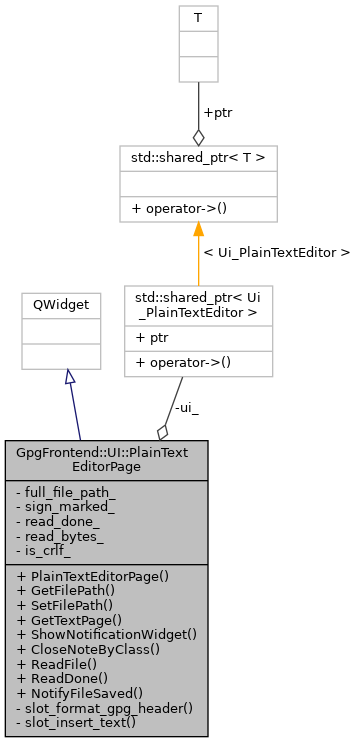 T
+ptr
std::shared_ptr< T >
+ operator->()
< Ui_PlainTextEditor >
std::shared_ptr< Ui
_PlainTextEditor >
+ ptr
+ operator->()
QWidget
-ui_
GpgFrontend::UI::PlainText
EditorPage
- full_file_path_
- sign_marked_
- read_done_
- read_bytes_
- is_crlf_
+ PlainTextEditorPage()
+ GetFilePath()
+ SetFilePath()
+ GetTextPage()
+ ShowNotificationWidget()
+ CloseNoteByClass()
+ ReadFile()
+ ReadDone()
+ NotifyFileSaved()
- slot_format_gpg_header()
- slot_insert_text()